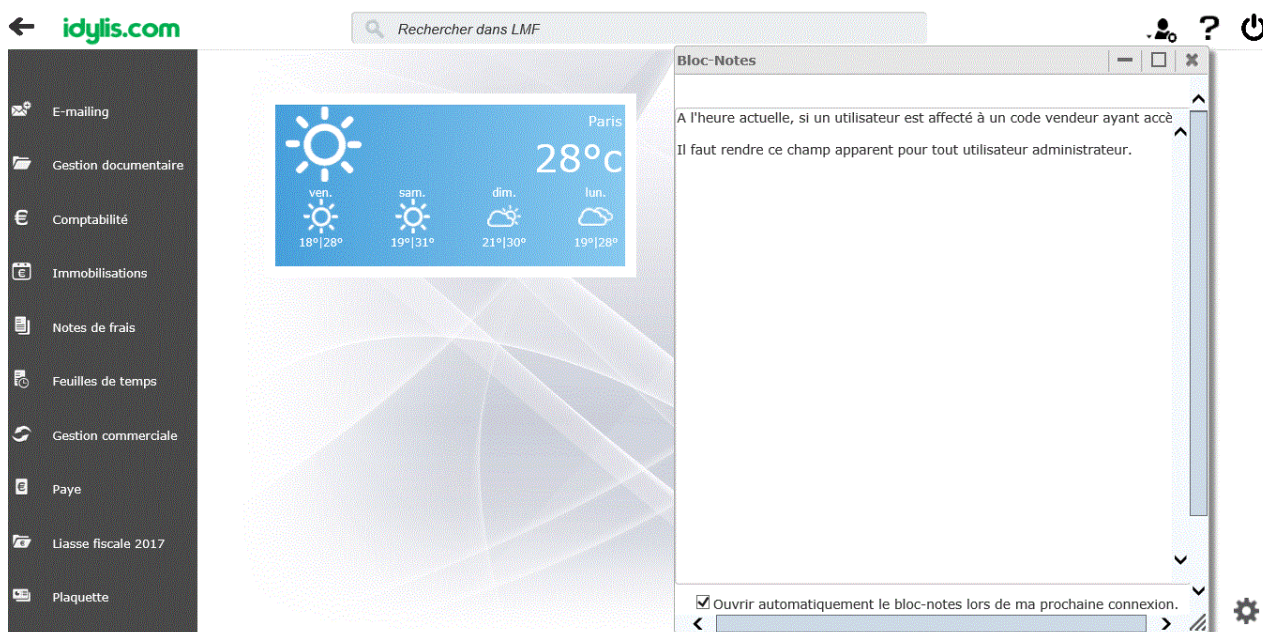 idylis.com
Rechercher dans LMF
?
E-mailing
Gestion documentaire
Comptabilité
Immobilisations
Notes de frais
Feuilles de temps
Gestion commerciale
Paye
Liasse fiscale 2017
Plaquette
Paris
28°c
ven. sam. dim. lun.
18°|28° 19°|31° 21°|30° 19°|28°
Bloc-Notes
A l'heure actuelle, si un utilisateur est affecté à un code vendeur ayant accè
Il faut rendre ce champ apparent pour tout utilisateur administrateur.
Ouvrir automatiquement le bloc-notes lors de ma prochaine connexion.